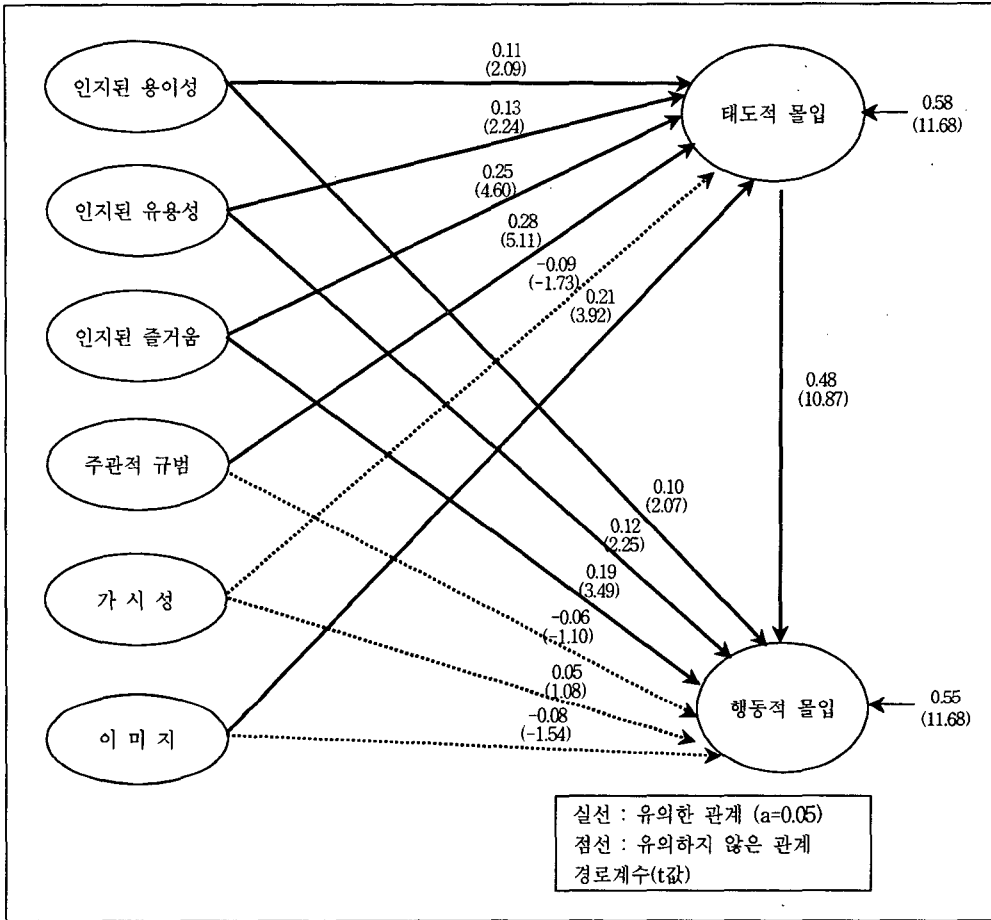 인지된 용이성
인지된 유용성
인지된 즐거움
주관적 규범
가 시 성
이 미 지
태도적 몰입
행동적 몰입
0.11
(2.09)
0.13
(2.24)
0.25
(4.60)
0.28
(5.11)
-0.09
(-1.73)
0.21
(3.92)
0.58
(11.68)
0.48
(10.87)
0.10
(2.07)
0.12
(2.25)
0.19
(3.49)
-0.06
(-1.10)
0.05
(1.08)
-0.08
(-1.54)
0.55
(11.68)
실선 : 유의한 관계 (a=0.05)
점선 : 유의하지 않은 관계
경로계수(t값)